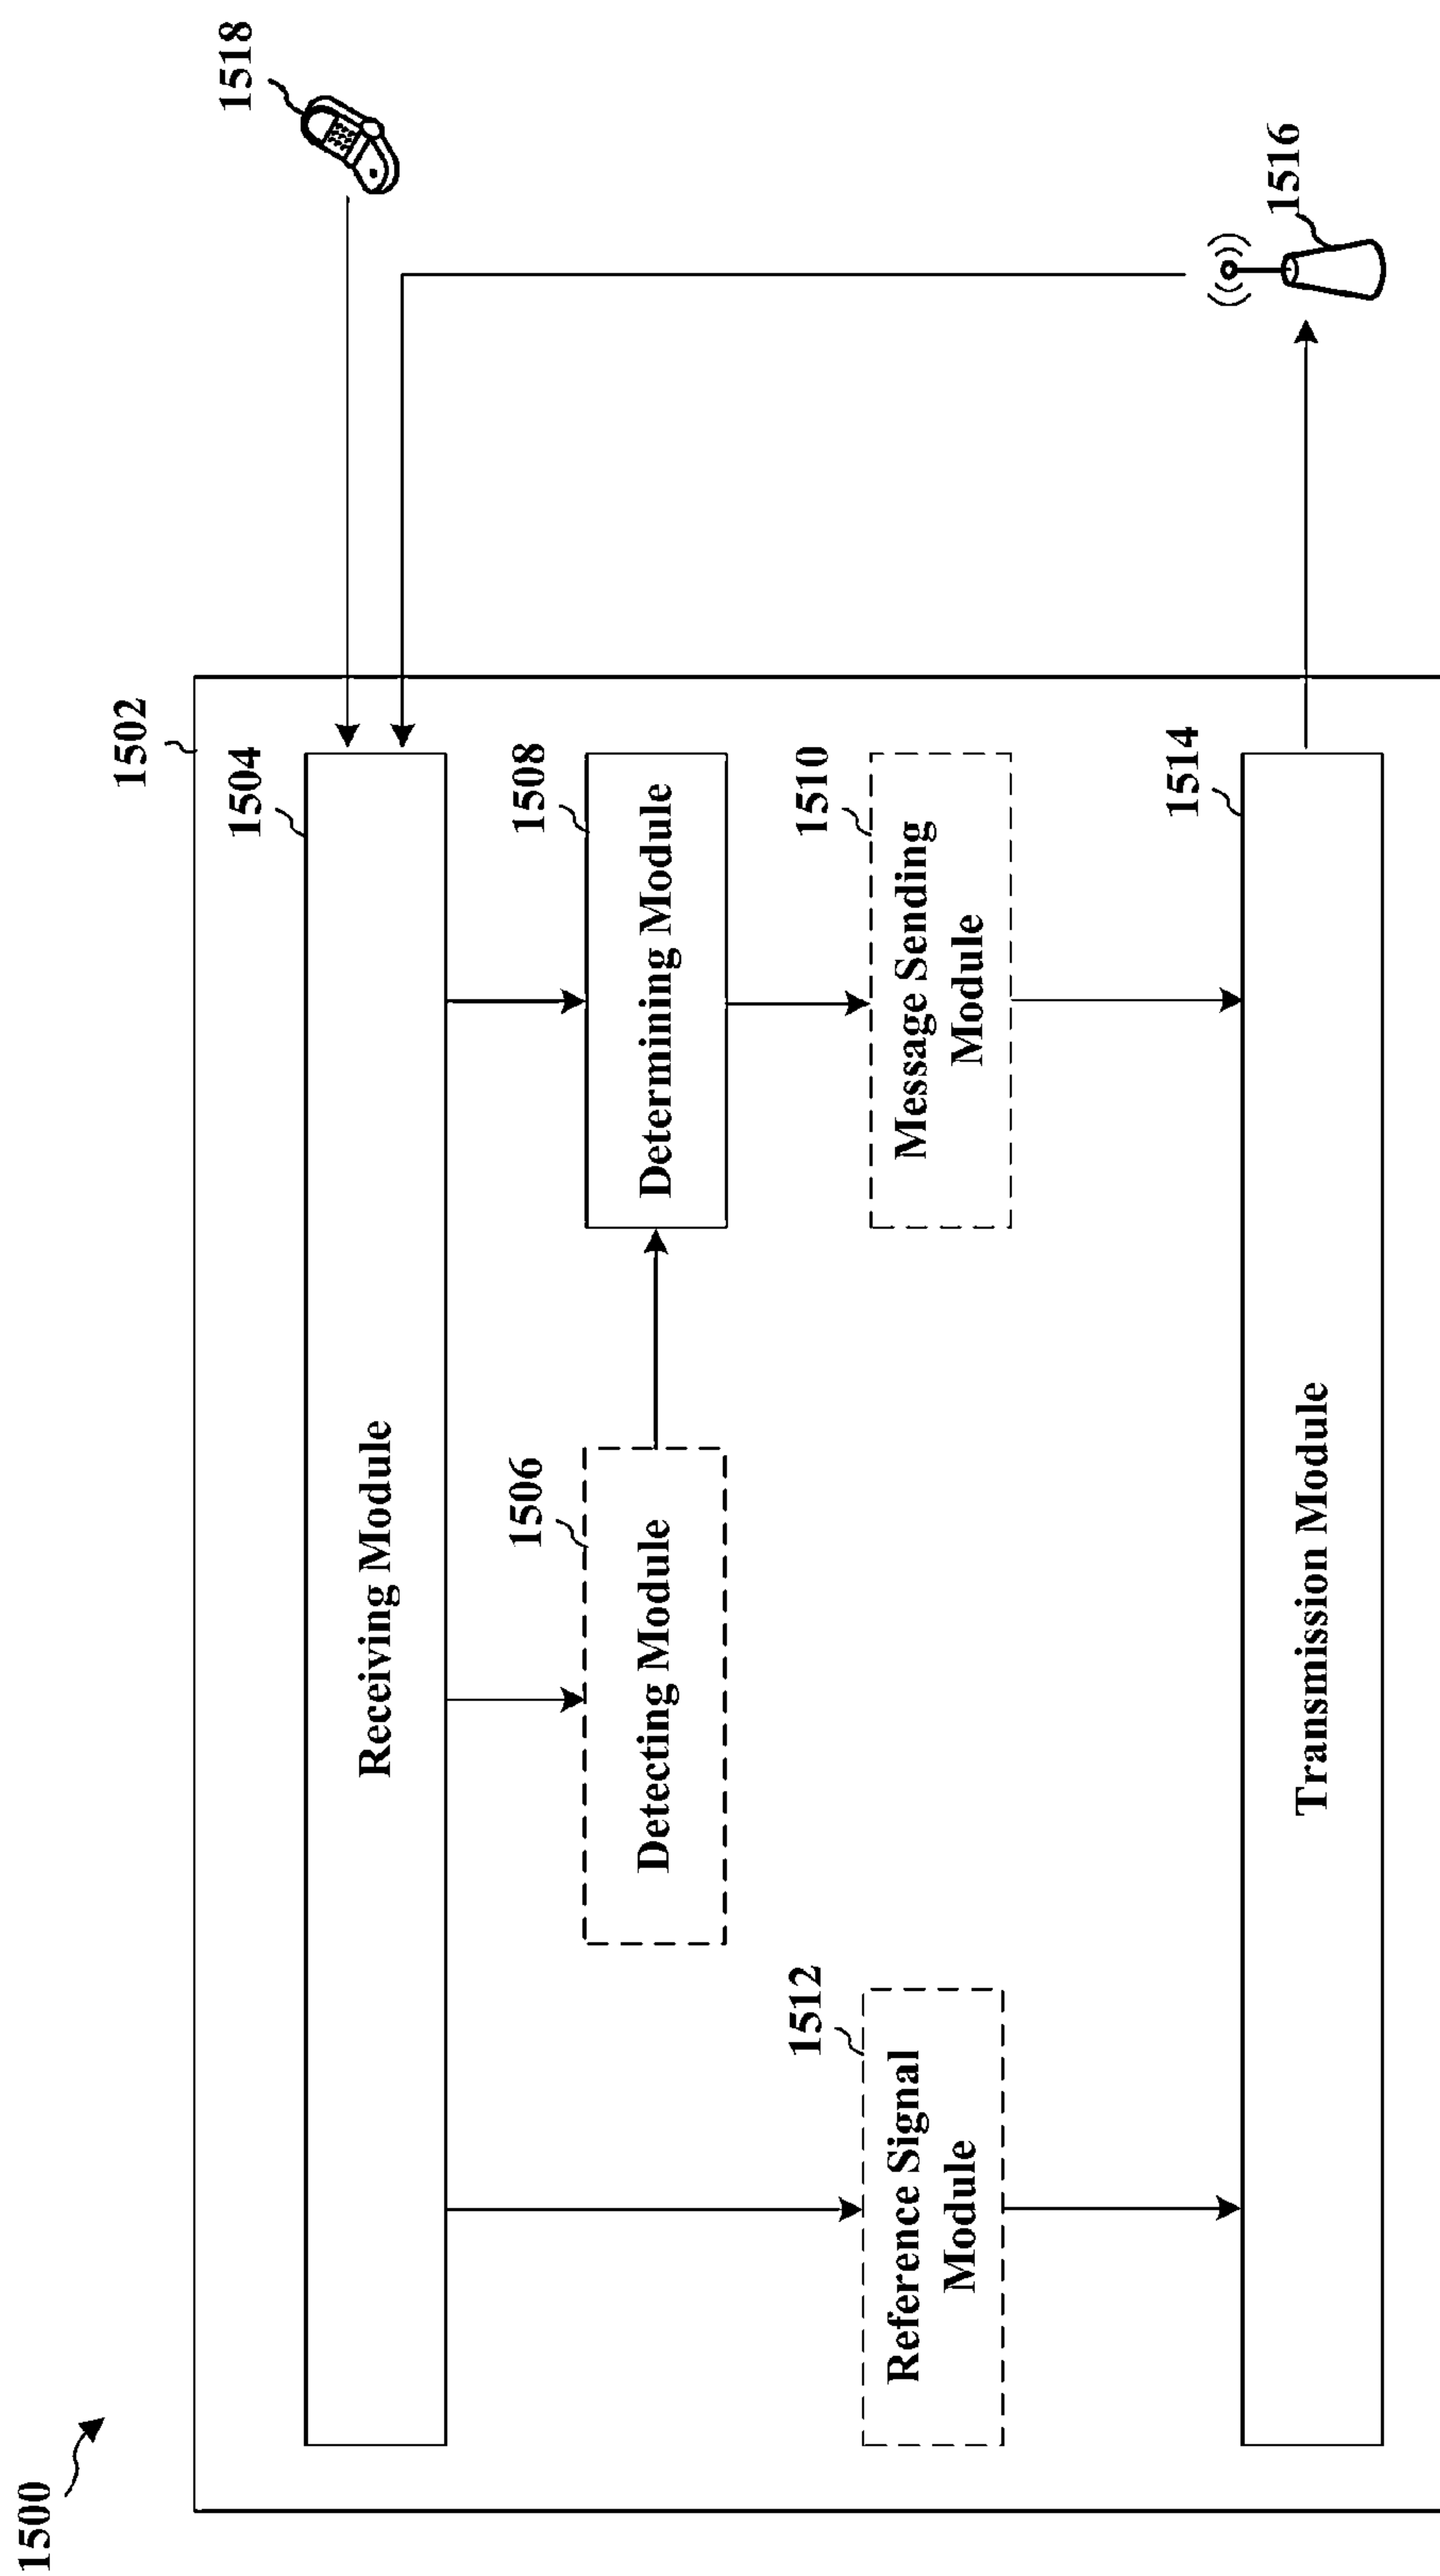 1500
1502
1504
Receiving Module
1518
1506
Detecting Module
1508
Determining Module
1512
Reference Signal
Module
1510
Message Sending
Module
1514
Transmission Module
1516